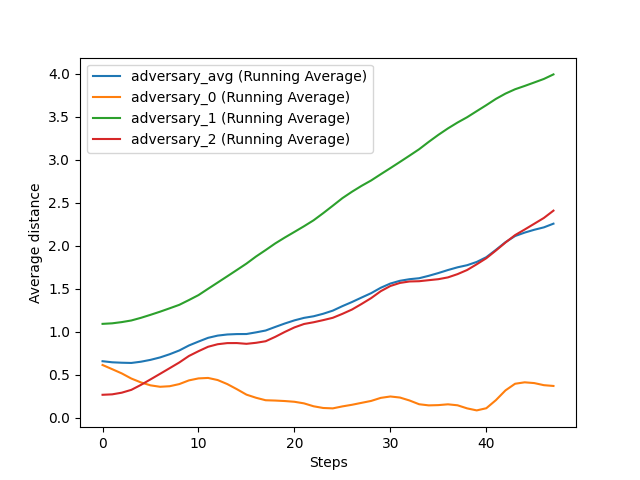 adversary_avg (Running Average)
adversary_0 (Running Average)
adversary_1 (Running Average)
adversary_2 (Running Average)
4.0
3.5
3.0
2.5
2.0
1.5
1.0
0.5
0.0
Average distance
0 10 20 30 40
Steps